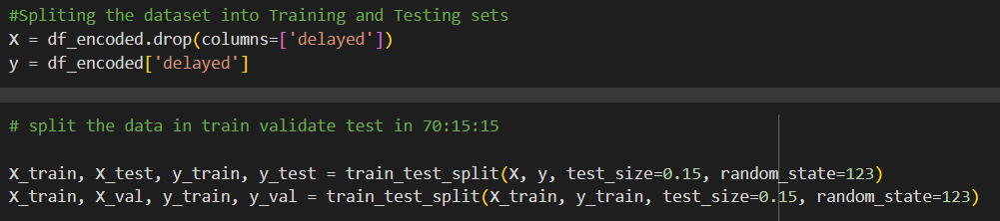 #Spliting the dataset into Training and Testing sets
X = df_encoded.drop(columns=['delayed'])
y = df_encoded['delayed']
# split the data in train validate test in 70:15:15
X_train, X_test, y_train, y_test = train_test_split(X, y, test_size=0.15, random_state=123)
X_train, X_val, y_train, y_val = train_test_split(X_train, y_train, test_size=0.15, random_state=123)